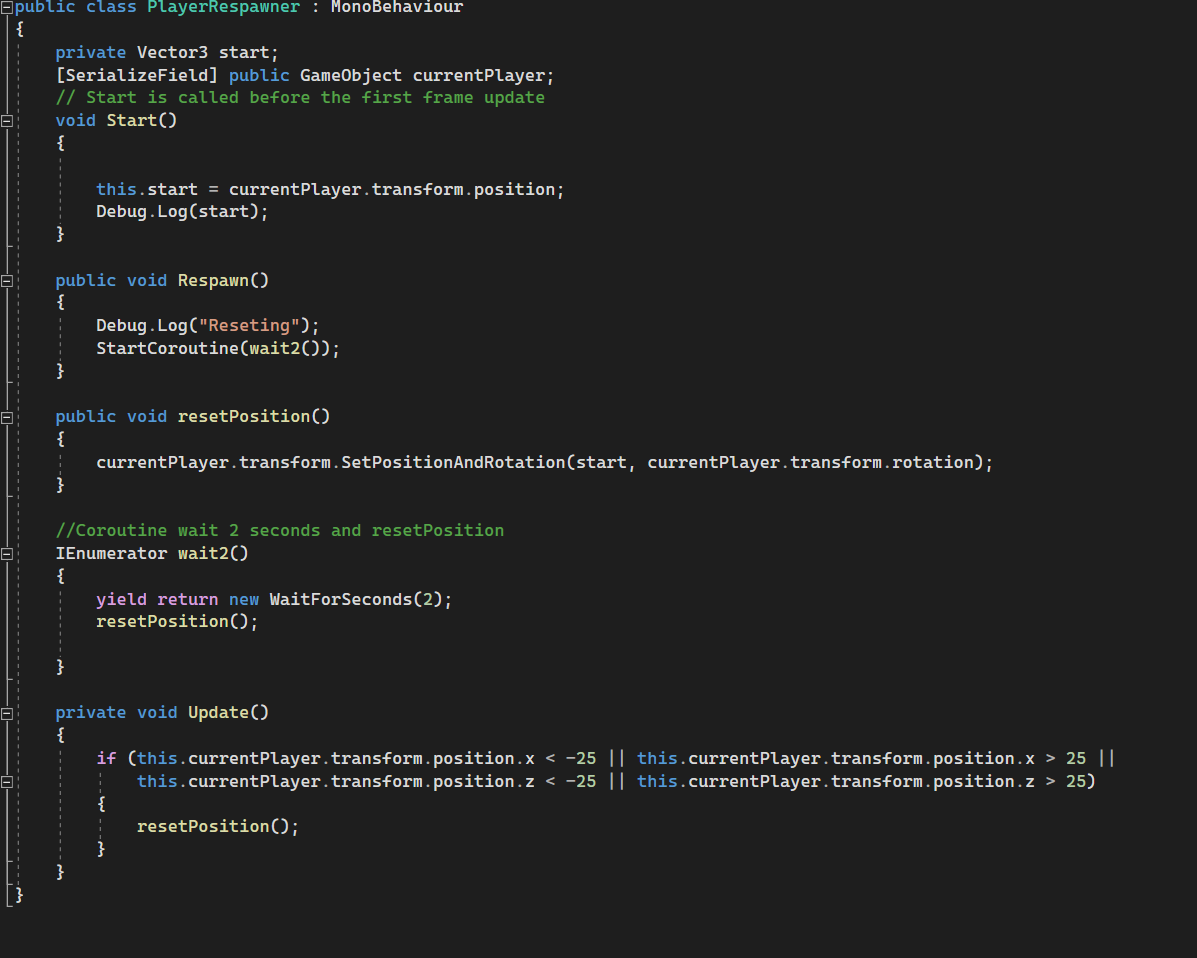 public class PlayerRespawner : MonoBehaviour
{
    private Vector3 start;
    [SerializeField] public GameObject currentPlayer;
    // Start is called before the first frame update
    void Start()
    {

        this.start = currentPlayer.transform.position;
        Debug.Log(start);
    }

    public void Respawn()
    {
        Debug.Log("Reseting");
        StartCoroutine(wait2());
    }

    public void resetPosition()
    {
        currentPlayer.transform.SetPositionAndRotation(start, currentPlayer.transform.rotation);
    }

    //Coroutine wait 2 seconds and resetPosition
    IEnumerator wait2()
    {
        yield return new WaitForSeconds(2);
        resetPosition();

    }

    private void Update()
    {
        if (this.currentPlayer.transform.position.x < -25 || this.currentPlayer.transform.position.x > 25 ||
            this.currentPlayer.transform.position.z < -25 || this.currentPlayer.transform.position.z > 25)
        {
            resetPosition();
        }
    }
}